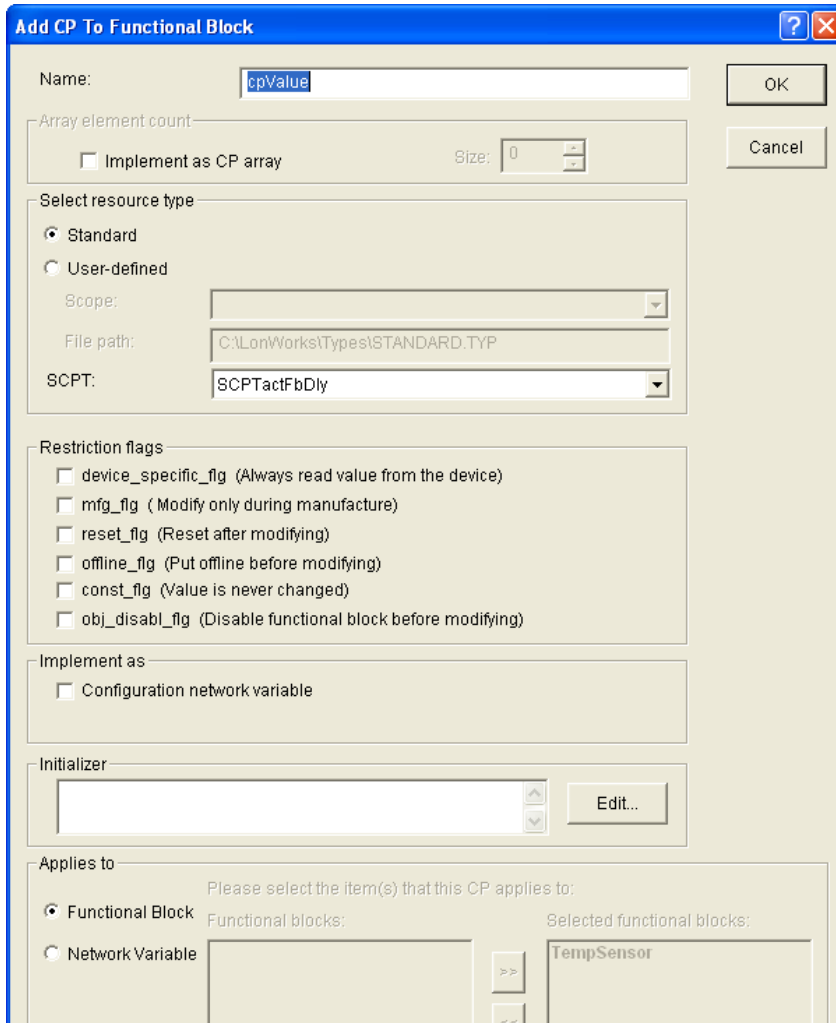 Add CP To Functional Block
Name:
cpValue
OK
Array element count
Implement as CP array
Size:
0
Cancel
Select resource type
Standard
User-defined
Scope:
File path:
C:\LonWorks\Types\STANDARD.TYP
SCPT:
SCPTactFbDly
Restriction flags
device_specific_flg (Always read value from the device)
mfg_flg ( Modify only during manufacture)
reset_flg (Reset after modifying)
offline_flg (Put offline before modifying)
const_flg (Value is never changed)
obj_disabl_flg (Disable functional block before modifying)
Implement as
Configuration network variable
Initializer
Edit...
Applies to
Please select the item(s) that this CP applies to:
Functional Block
Functional blocks:
Selected functional blocks:
Network Variable
TempSensor
>>
<<